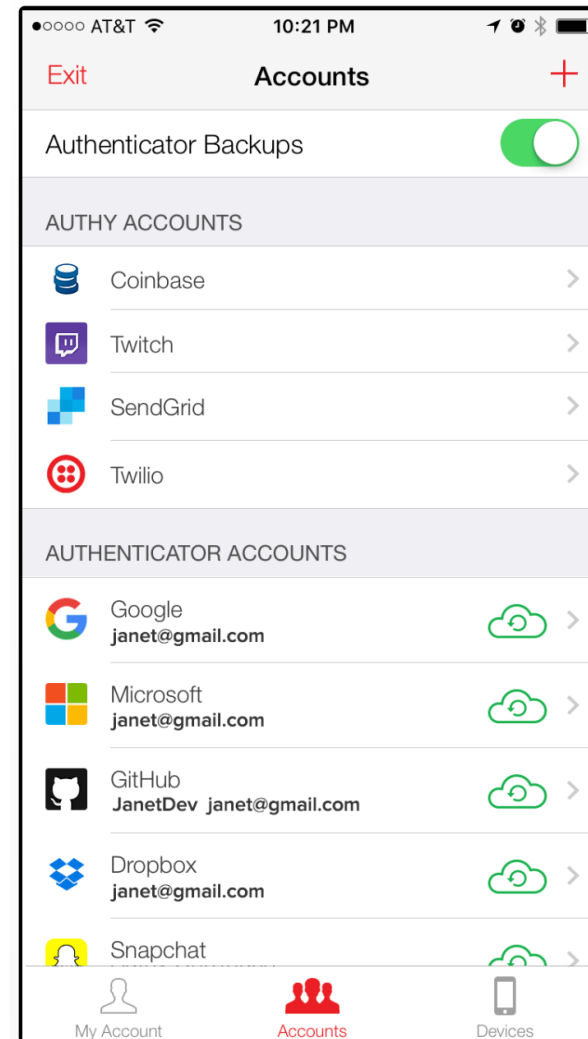 AT&T 10:21 PM
Exit Accounts +
Authenticator Backups
AUTHY ACCOUNTS
Coinbase
Twitch
SendGrid
Twilio
AUTHENTICATOR ACCOUNTS
Google
janet@gmail.com
Microsoft
janet@gmail.com
GitHub
JanetDev janet@gmail.com
Dropbox
janet@gmail.com
Snapchat
My Account Accounts Devices